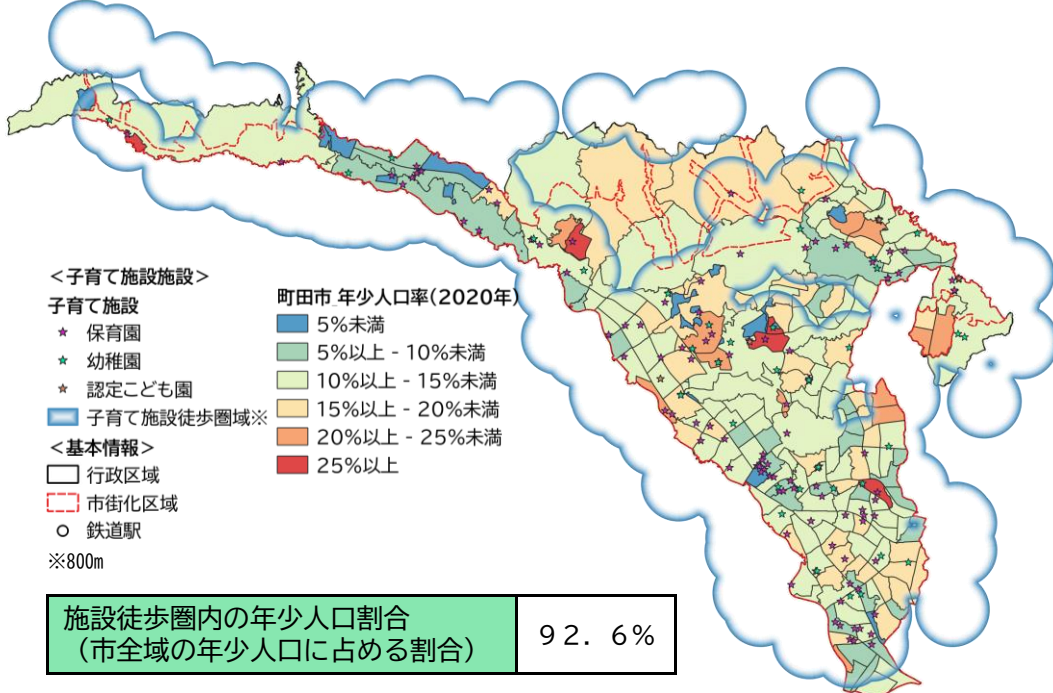 <子育て施設施設>
子育て施設
保育園
幼稚園
認定こども園
子育て施設徒歩圏域※
<基本情報>
行政区域
市街化区域
鉄道駅
※800m
町田市_年少人口率(2020年)
5%未満
5%以上 - 10%未満
10%以上 - 15%未満
15%以上 - 20%未満
20%以上 - 25%未満
25%以上
施設徒歩圏内の年少人口割合
(市全域の年少人口に占める割合)
92.6%